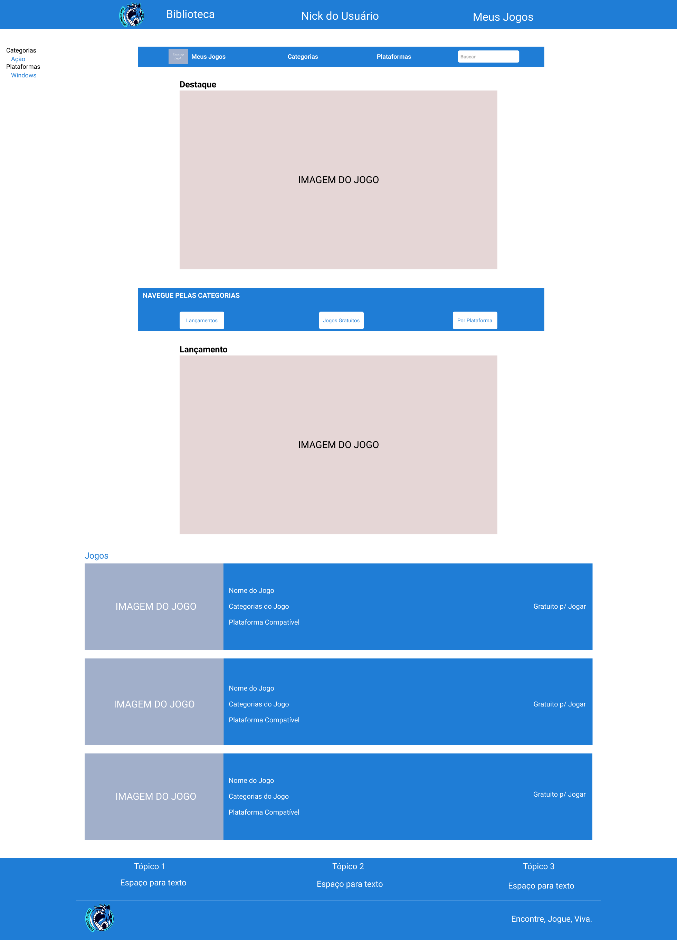 Biblioteca
Nick do Usuário
Meus Jogos
Categorias
Ação
Plataformas
Windows
Meus Jogos
Categorias
Plataformas
Buscar
Destaque
IMAGEM DO JOGO
NAVEGUE PELAS CATEGORIAS
Lançamentos
Jogos Gratuitos
Por Plataforma
Lançamento
IMAGEM DO JOGO
Jogos
IMAGEM DO JOGO
Nome do Jogo
Categorias do Jogo
Plataforma Compatível
Gratuito p/ Jogar
IMAGEM DO JOGO
Nome do Jogo
Categorias do Jogo
Plataforma Compatível
Gratuito p/ Jogar
IMAGEM DO JOGO
Nome do Jogo
Categorias do Jogo
Plataforma Compatível
Gratuito p/ Jogar
Tópico 1
Espaço para texto
Tópico 2
Espaço para texto
Tópico 3
Espaço para texto
Encontre, Jogue, Viva.